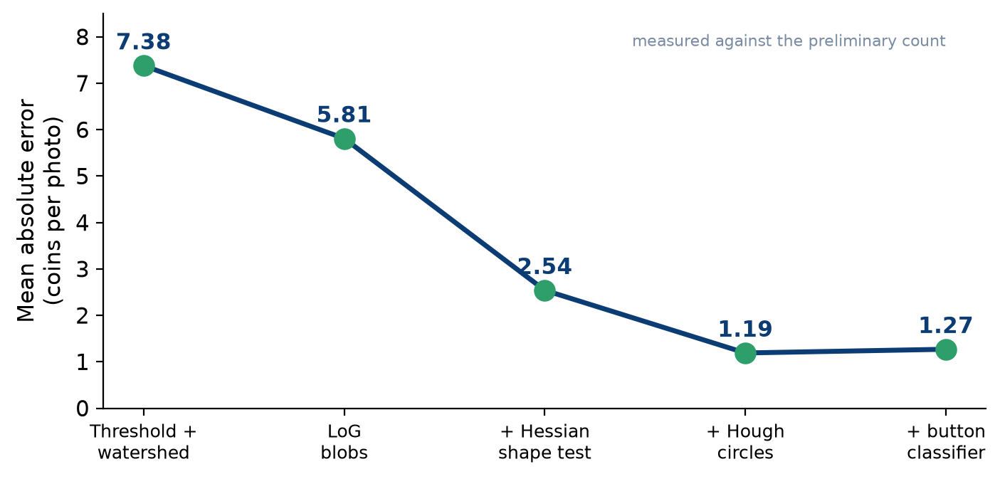 measured against the preliminary count
Mean absolute error
(coins per photo)
8
7
6
5
4
3
2
1
0
7.38
5.81
2.54
1.19
1.27
Threshold +
watershed
LoG
blobs
+ Hessian
shape test
+ Hough
circles
+ button
classifier